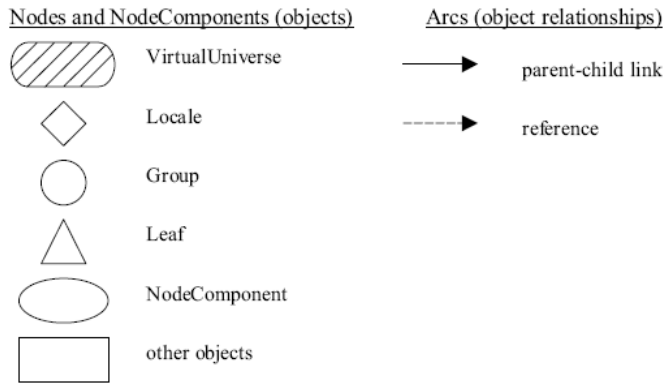 Nodes and NodeComponents (objects)
Arcs (object relationships)
VirtualUniverse
parent-child link
Locale
reference
Group
Leaf
NodeComponent
other objects